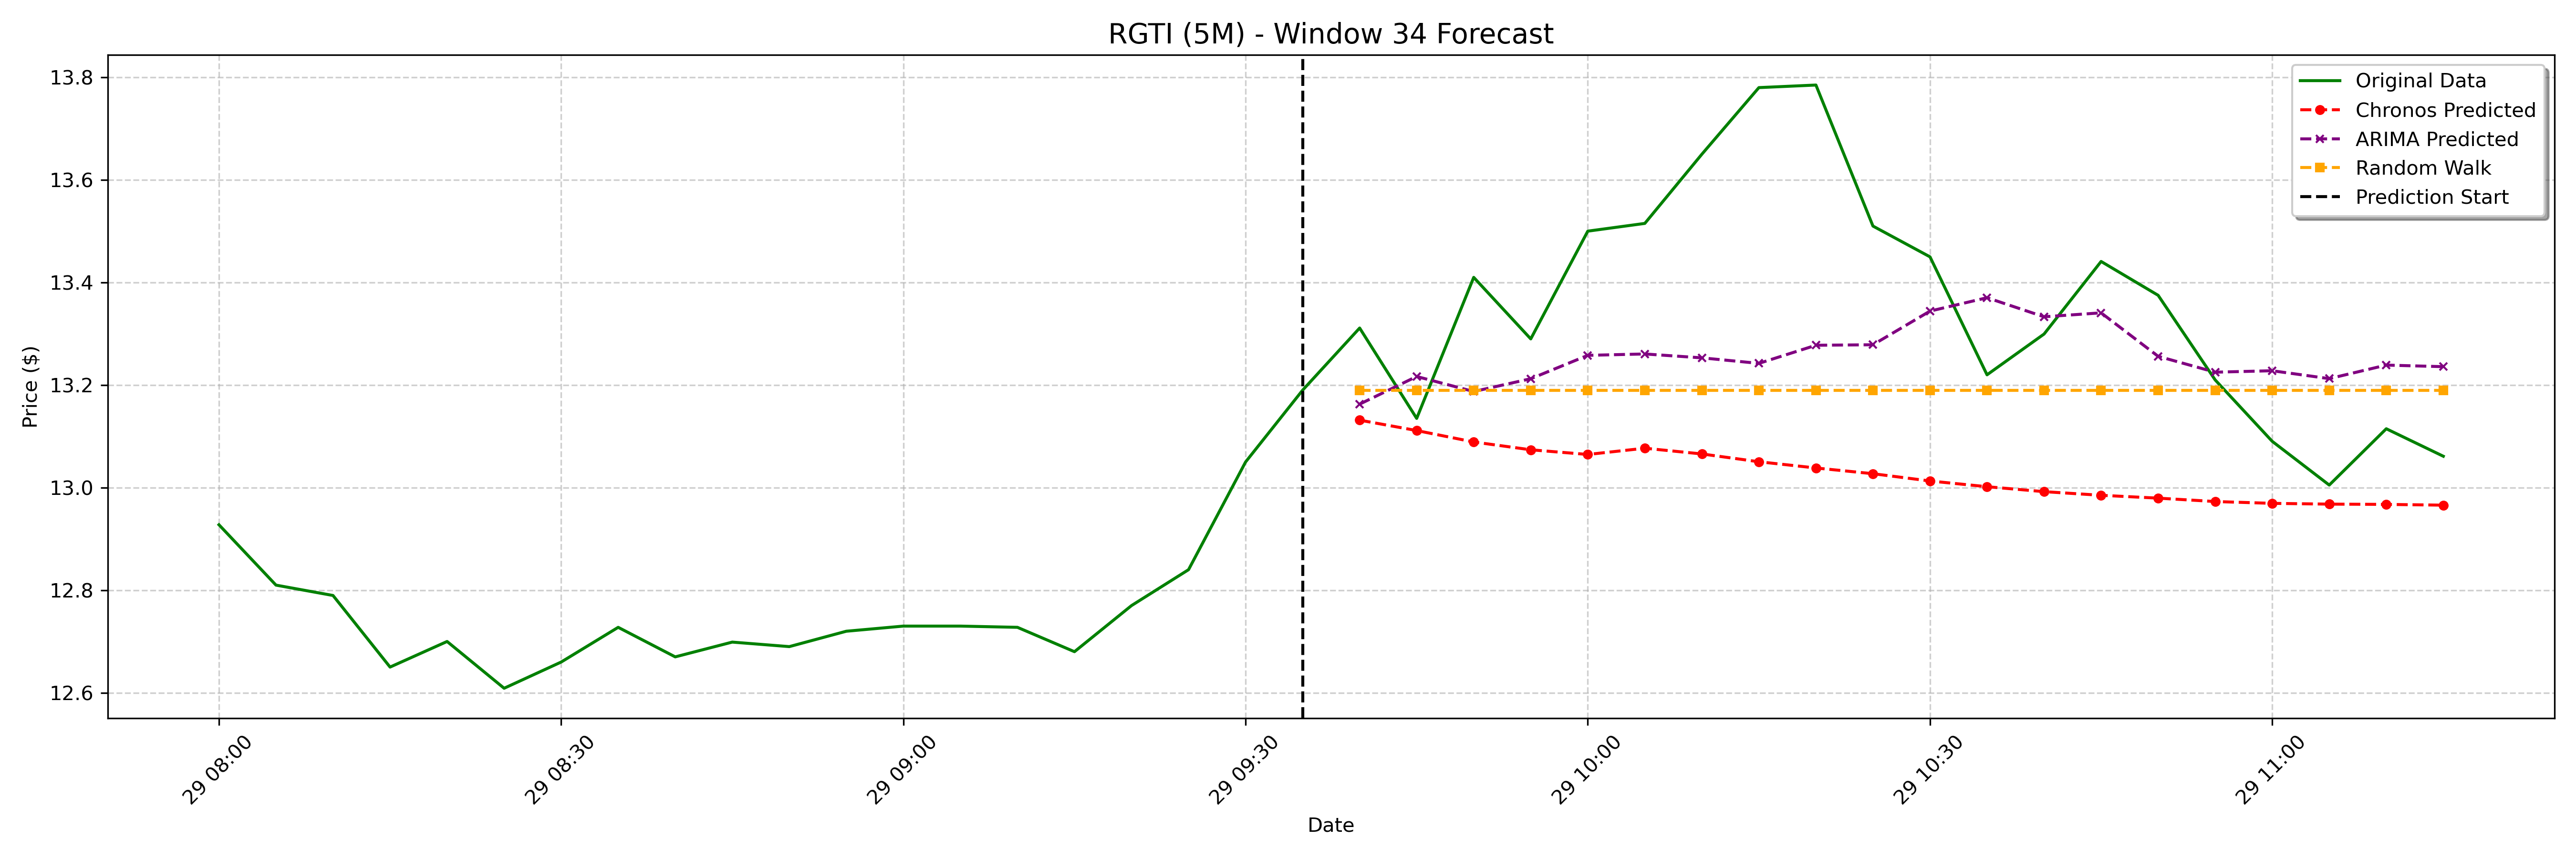 RGTI (5M) - Window 34 Forecast
Original Data
Chronos Predicted
ARIMA Predicted
Random Walk
Prediction Start
Price ($)
13.8
13.6
13.4
13.2
13.0
12.8
12.6
29 08:00
29 08:30
29 09:00
29 09:30
29 10:00
29 10:30
29 11:00
Date